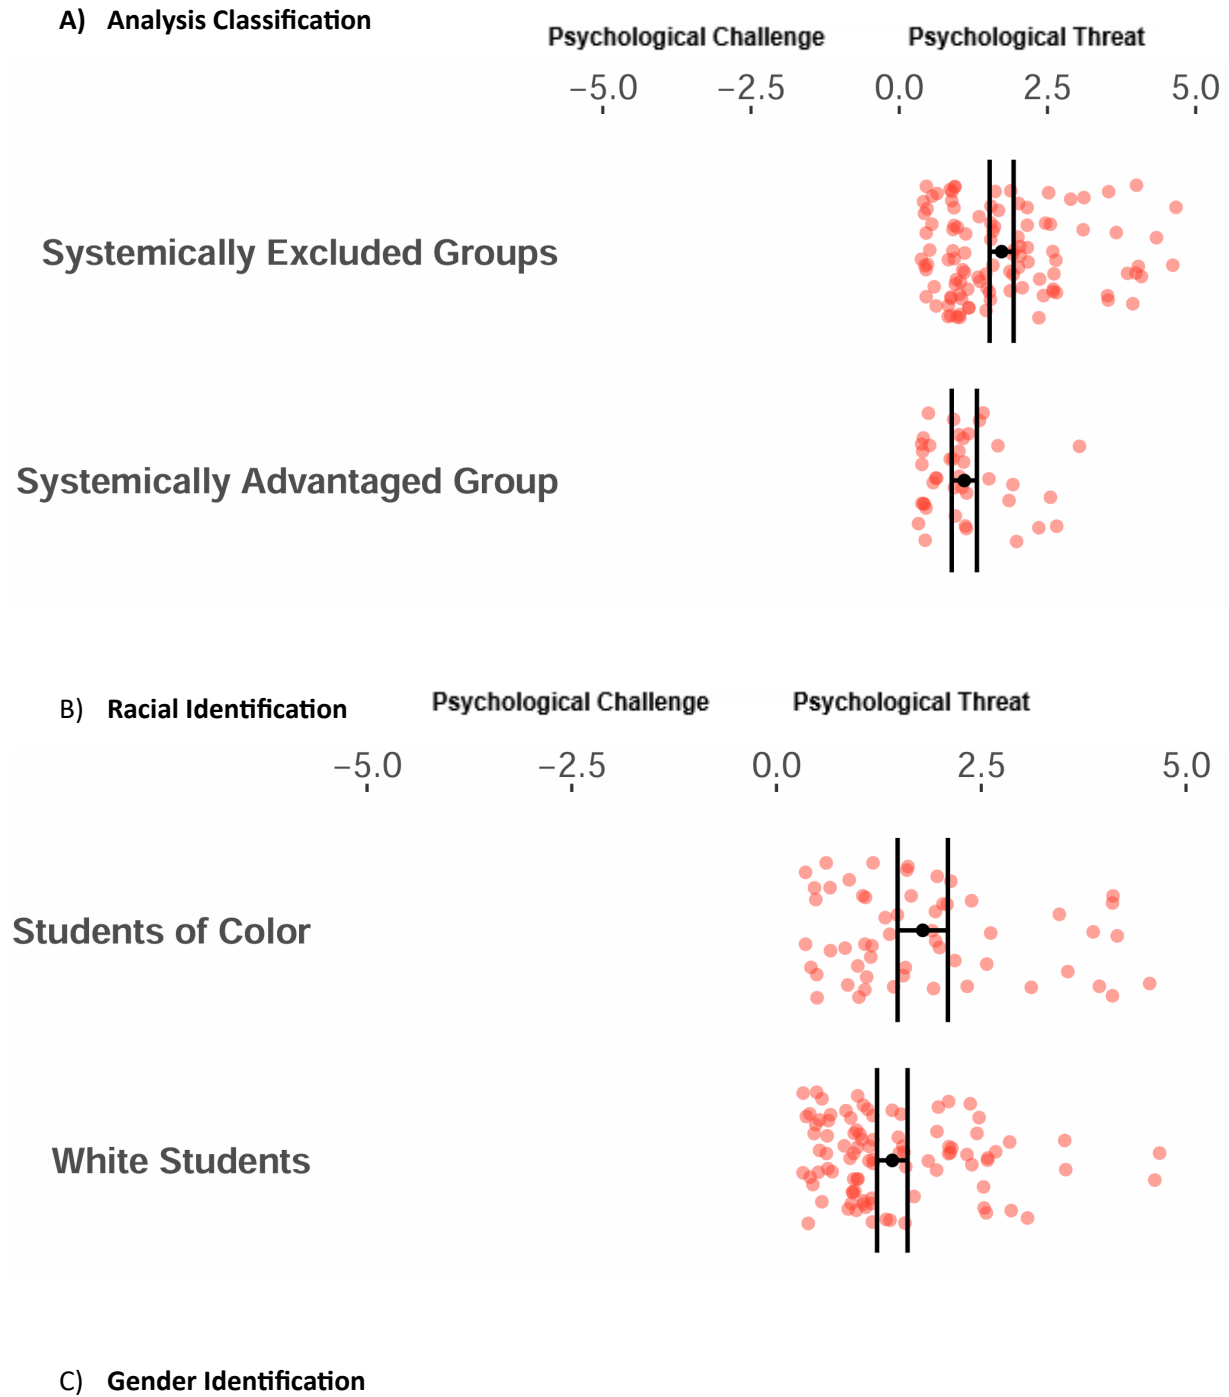 A) Analysis Classification
Psychological Challenge Psychological Threat
−5.0 −2.5 0.0 2.5 5.0
Systemically Excluded Groups
Systemically Advantaged Group
B) Racial Identification Psychological Challenge Psychological Threat
−5.0 −2.5 0.0 2.5 5.0
Students of Color
White Students
C) Gender Identification